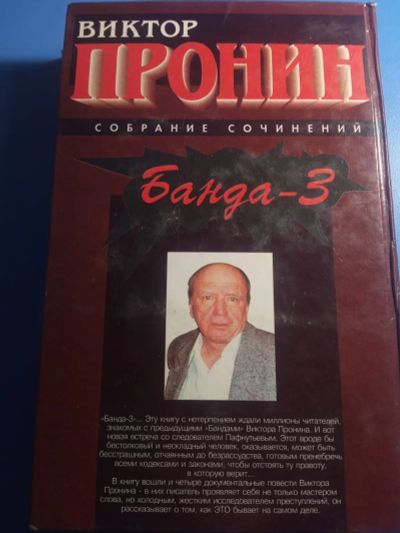 ВИКТОР
ПРОНИН
СОБРАНИЕ СОЧИНЕНИЙ
Банда-3
«Банда-3»... Эту книгу с нетерпением ждали миллионы читателей,
знакомых с предыдущими «Бандами» Виктора Пронина. И вот
новая встреча со следователем Пафнутьевым. Этот вроде бы
бестолковый и нескладный человек, оказывается, может быть
бесстрашным, отчаянным до безрассудства, готовым пренебречь
всеми кодексами и законами, чтобы отстоять ту правоту,
в которую верит...
В книгу вошли и четыре документальные повести Виктора
Пронина - в них писатель проявляет себя не только мастером
слова, но холодным, жестким исследователем преступлений, он
рассказывает о том, как ЭТО бывает на самом деле.